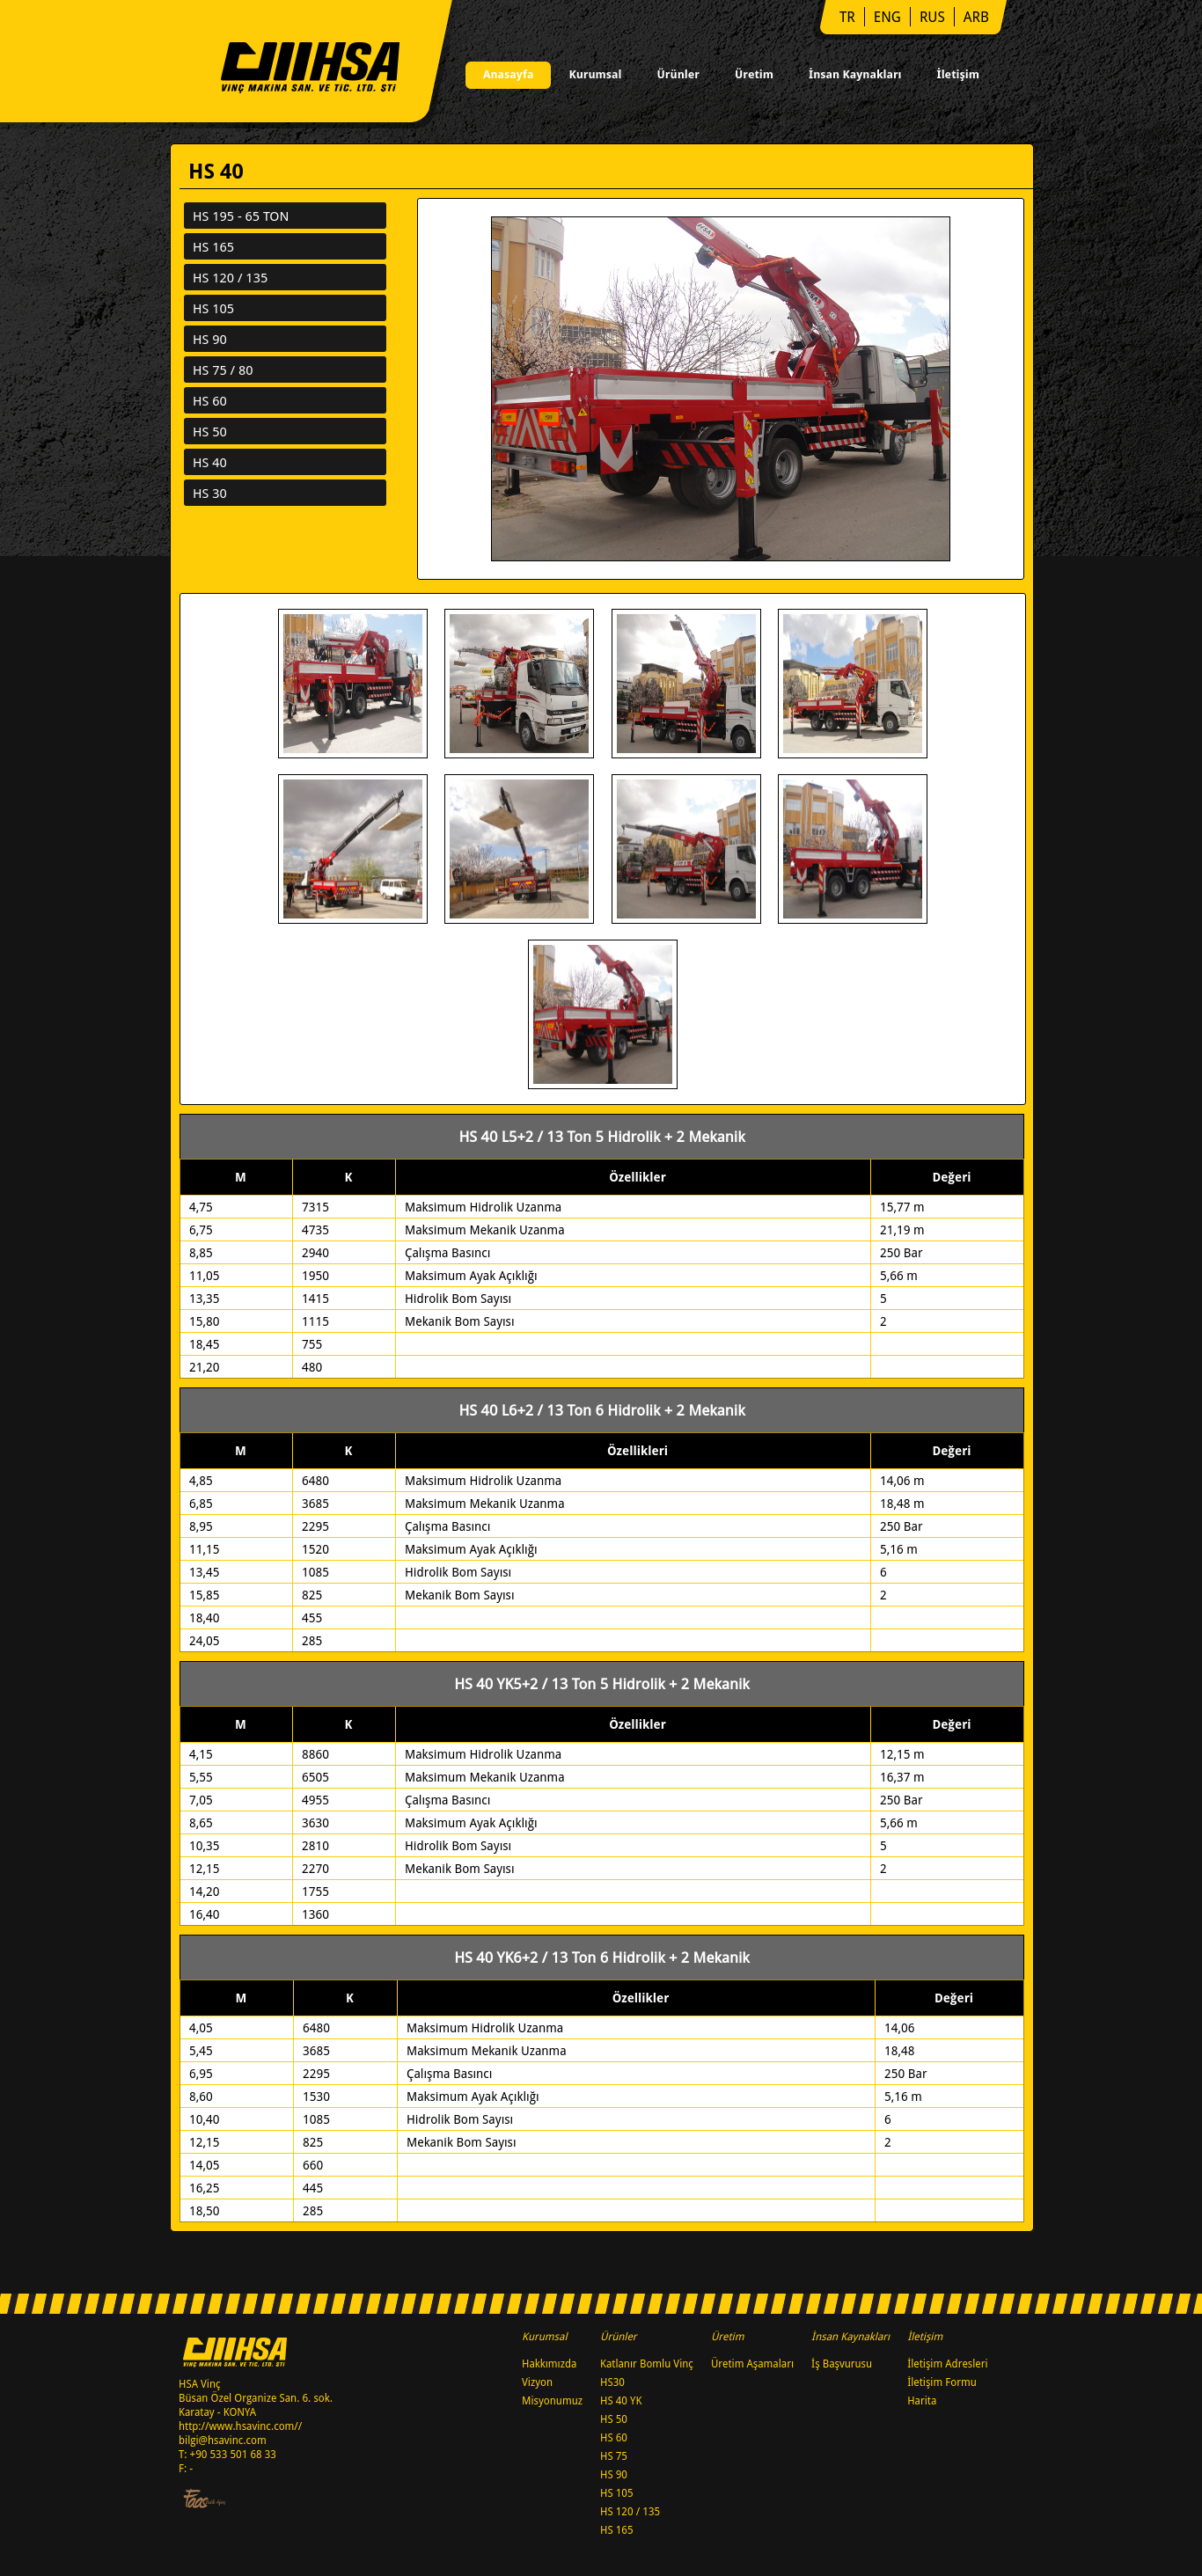 TR ENG RUS ARB
HSA
VİNÇ MAKİNA SAN. VE TİC. LTD. ŞTİ
Anasayfa Kurumsal Ürünler Üretim İnsan Kaynakları İletişim
HS 40
HS 195 - 65 TON
HS 165
HS 120 / 135
HS 105
HS 90
HS 75 / 80
HS 60
HS 50
HS 40
HS 30
HS 40 L5+2 / 13 Ton 5 Hidrolik + 2 Mekanik
M K Özellikler Değeri
4,75 7315 Maksimum Hidrolik Uzanma 15,77 m
6,75 4735 Maksimum Mekanik Uzanma 21,19 m
8,85 2940 Çalışma Basıncı 250 Bar
11,05 1950 Maksimum Ayak Açıklığı 5,66 m
13,35 1415 Hidrolik Bom Sayısı 5
15,80 1115 Mekanik Bom Sayısı 2
18,45 755
21,20 480
HS 40 L6+2 / 13 Ton 6 Hidrolik + 2 Mekanik
M K Özellikleri Değeri
4,85 6480 Maksimum Hidrolik Uzanma 14,06 m
6,85 3685 Maksimum Mekanik Uzanma 18,48 m
8,95 2295 Çalışma Basıncı 250 Bar
11,15 1520 Maksimum Ayak Açıklığı 5,16 m
13,45 1085 Hidrolik Bom Sayısı 6
15,85 825 Mekanik Bom Sayısı 2
18,40 455
24,05 285
HS 40 YK5+2 / 13 Ton 5 Hidrolik + 2 Mekanik
M K Özellikler Değeri
4,15 8860 Maksimum Hidrolik Uzanma 12,15 m
5,55 6505 Maksimum Mekanik Uzanma 16,37 m
7,05 4955 Çalışma Basıncı 250 Bar
8,65 3630 Maksimum Ayak Açıklığı 5,66 m
10,35 2810 Hidrolik Bom Sayısı 5
12,15 2270 Mekanik Bom Sayısı 2
14,20 1755
16,40 1360
HS 40 YK6+2 / 13 Ton 6 Hidrolik + 2 Mekanik
M K Özellikler Değeri
4,05 6480 Maksimum Hidrolik Uzanma 14,06
5,45 3685 Maksimum Mekanik Uzanma 18,48
6,95 2295 Çalışma Basıncı 250 Bar
8,60 1530 Maksimum Ayak Açıklığı 5,16 m
10,40 1085 Hidrolik Bom Sayısı 6
12,15 825 Mekanik Bom Sayısı 2
14,05 660
16,25 445
18,50 285
HSA
VİNÇ MAKİNA SAN. VE TİC. LTD. ŞTİ
HSA Vinç
Büsan Özel Organize San. 6. sok.
Karatay - KONYA
http://www.hsavinc.com//
bilgi@hsavinc.com
T: +90 533 501 68 33
F: -
Kurumsal
Hakkımızda
Vizyon
Misyonumuz
Ürünler
Katlanır Bomlu Vinç
HS30
HS 40 YK
HS 50
HS 60
HS 75
HS 90
HS 105
HS 120 / 135
HS 165
Üretim
Üretim Aşamaları
İnsan Kaynakları
İş Başvurusu
İletişim
İletişim Adresleri
İletişim Formu
Harita